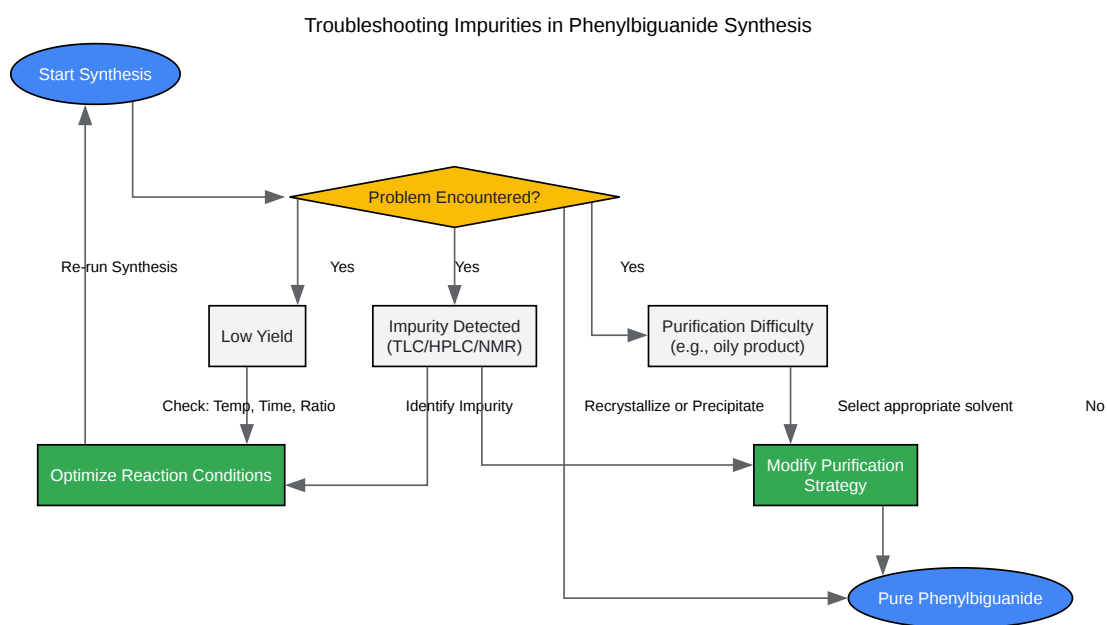 Troubleshooting Impurities in Phenylbiguanide Synthesis
Start Synthesis
Problem Encountered?
Re-run Synthesis
Yes
Yes
Yes
Low Yield
Impurity Detected
(TLC/HPLC/NMR)
Purification Difficulty
(e.g., oily product)
Check: Temp, Time, Ratio
Identify Impurity
Recrystallize or Precipitate
Select appropriate solvent
No
Optimize Reaction Conditions
Modify Purification
Strategy
Pure Phenylbiguanide